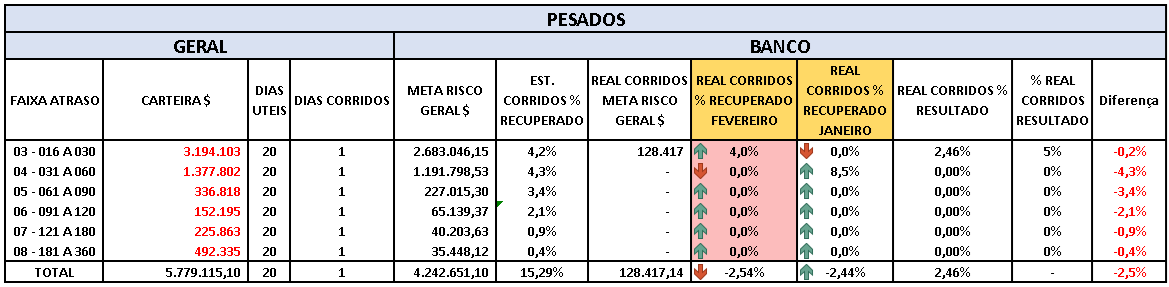 PESADOS
GERAL BANCO
FAIXA ATRASO CARTEIRA $ DIAS UTEIS DIAS CORRIDOS META RISCO GERAL $ EST. CORRIDOS % RECUPERADO REAL CORRIDOS META RISCO GERAL $ REAL CORRIDOS % RECUPERADO FEVEREIRO REAL CORRIDOS % RECUPERADO JANEIRO REAL CORRIDOS % RESULTADO % REAL CORRIDOS RESULTADO Diferença
03 - 016 A 030 3.194.103 20 1 2.683.046,15 4,2% 128.417 4,0% 0,0% 2,46% 5% -0,2%
04 - 031 A 060 1.377.802 20 1 1.191.798,53 4,3% - 0,0% 8,5% 0,00% 0% -4,3%
05 - 061 A 090 336.818 20 1 227.015,30 3,4% - 0,0% 0,0% 0,00% 0% -3,4%
06 - 091 A 120 152.195 20 1 65.139,37 2,1% - 0,0% 0,0% 0,00% 0% -2,1%
07 - 121 A 180 225.863 20 1 40.203,63 0,9% - 0,0% 0,0% 0,00% 0% -0,9%
08 - 181 A 360 492.335 20 1 35.448,12 0,4% - 0,0% 0,0% 0,00% 0% -0,4%
TOTAL 5.779.115,10 20 1 4.242.651,10 15,29% 128.417,14 -2,54% -2,44% 2,46% - -2,5%